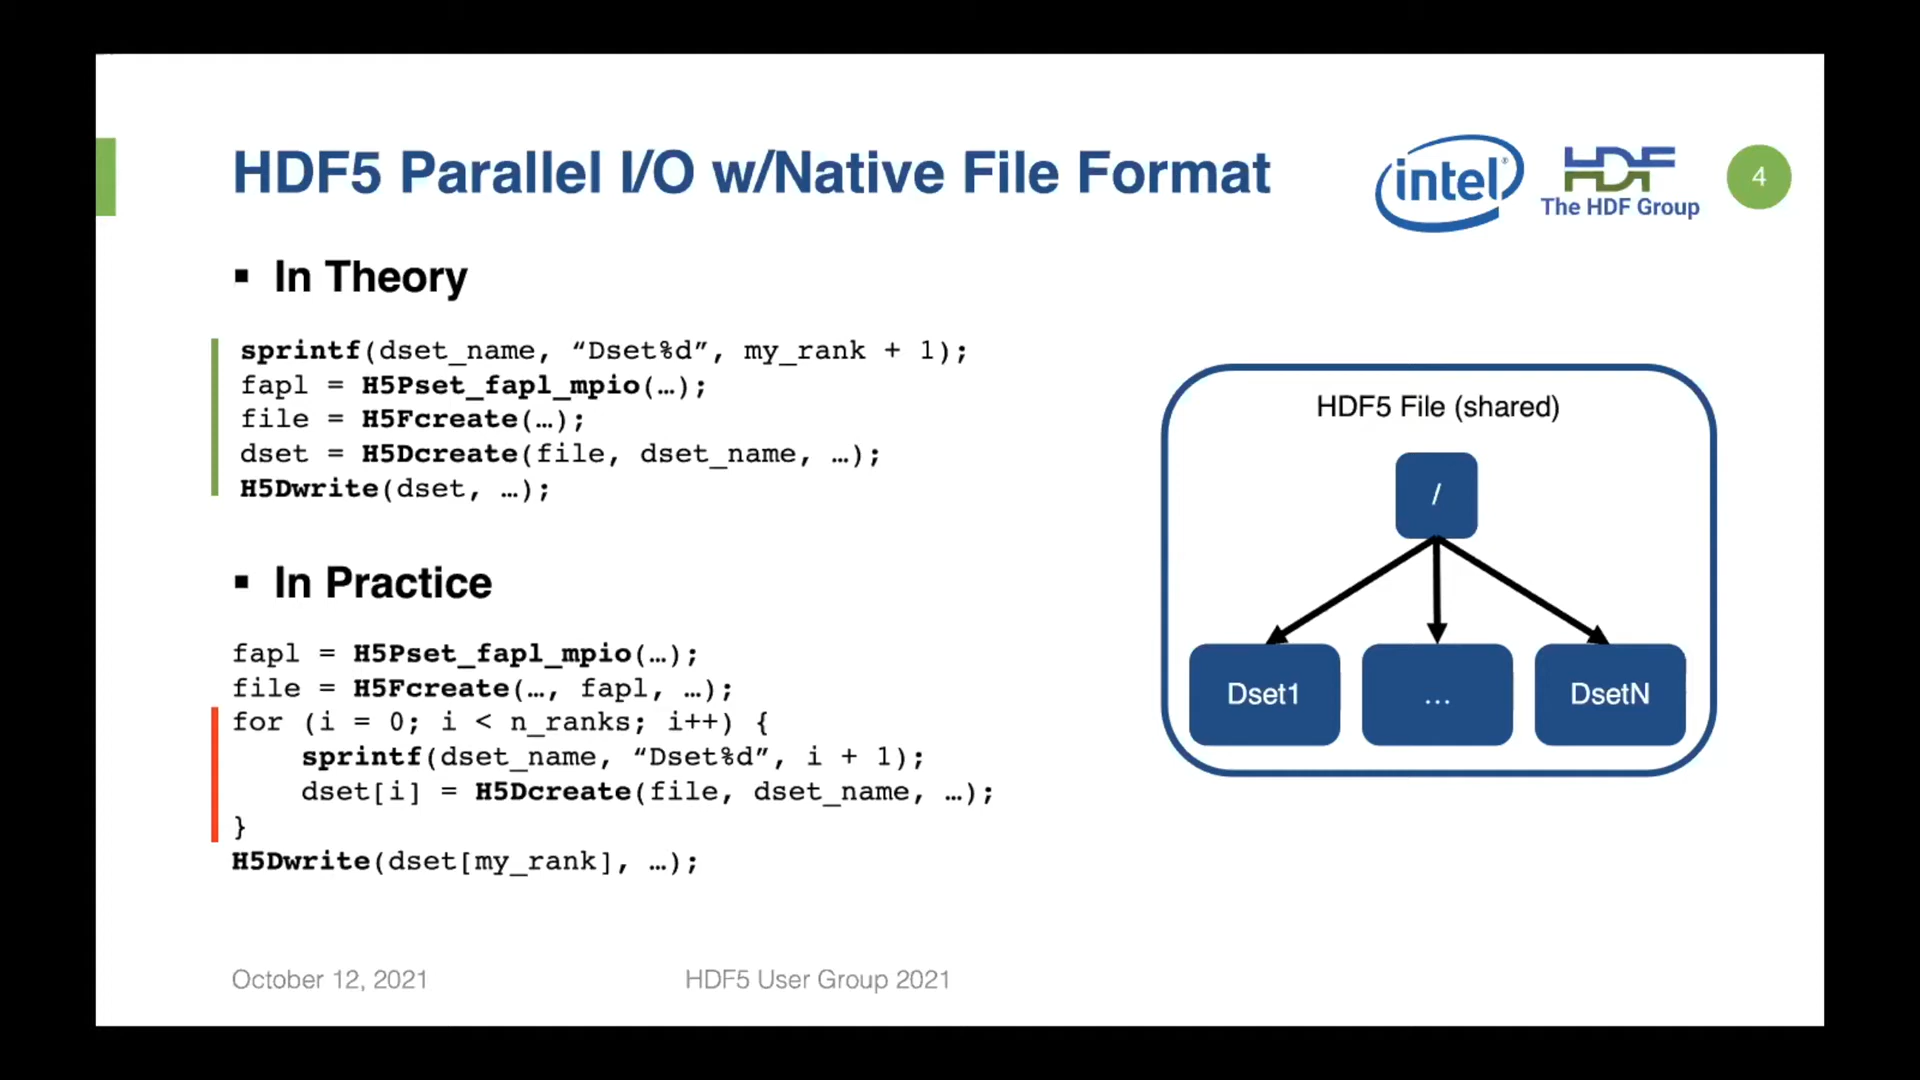 HDF5 Parallel I/O w/Native File Format
intel®
HDF
The HDF Group
4
▪ In Theory
sprintf(dset_name, “Dset%d”, my_rank + 1);
fapl = H5Pset_fapl_mpio(…);
file = H5Fcreate(…);
dset = H5Dcreate(file, dset_name, …);
H5Dwrite(dset, …);
▪ In Practice
fapl = H5Pset_fapl_mpio(…);
file = H5Fcreate(…, fapl, …);
for (i = 0; i < n_ranks; i++) {
    sprintf(dset_name, “Dset%d”, i + 1);
    dset[i] = H5Dcreate(file, dset_name, …);
}
H5Dwrite(dset[my_rank], …);
HDF5 File (shared)
/
Dset1
…
DsetN
October 12, 2021
HDF5 User Group 2021